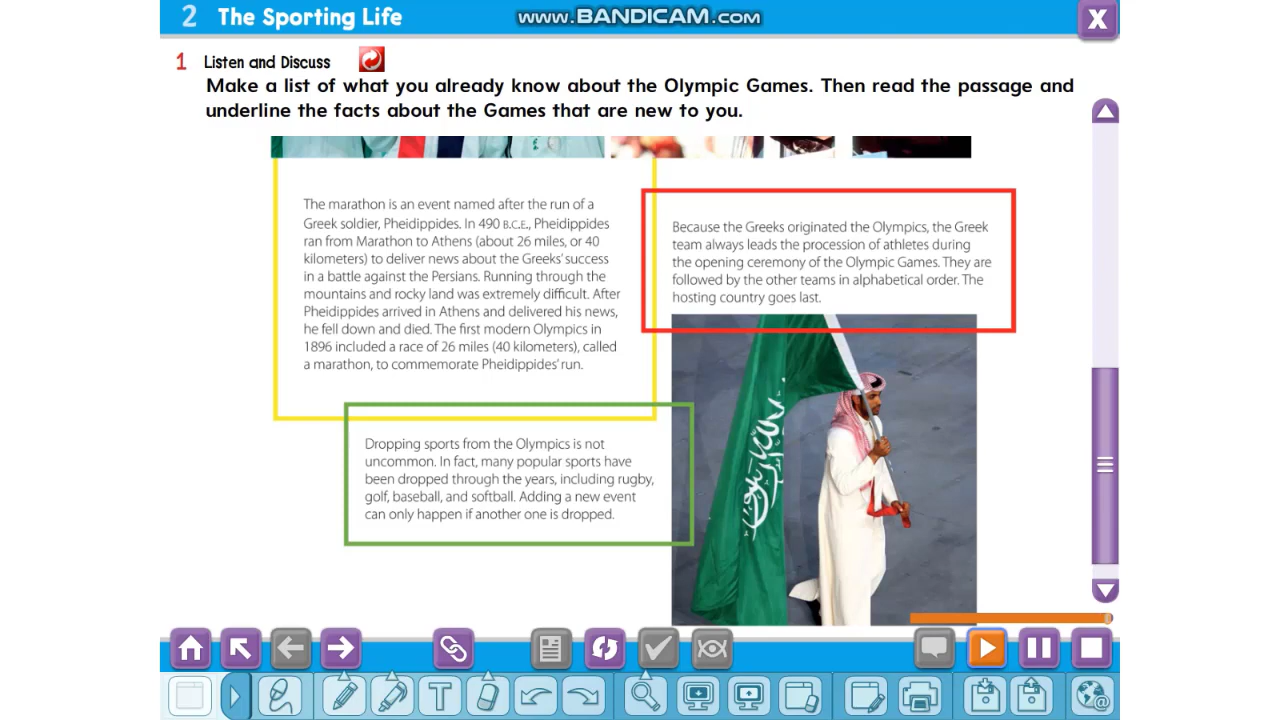 2 The Sporting Life
www.BANDICAM.com
X
1 Listen and Discuss
Make a list of what you already know about the Olympic Games. Then read the passage and
underline the facts about the Games that are new to you.
The marathon is an event named after the run of a
Greek soldier, Pheidippides. In 490 B.C.E., Pheidippides
ran from Marathon to Athens (about 26 miles, or 40
kilometers) to deliver news about the Greeks' success
in a battle against the Persians. Running through the
mountains and rocky land was extremely difficult. After
Pheidippides arrived in Athens and delivered his news,
he fell down and died. The first modern Olympics in
1896 included a race of 26 miles (40 kilometers), called
a marathon, to commemorate Pheidippides' run.
Because the Greeks originated the Olympics, the Greek
team always leads the procession of athletes during
the opening ceremony of the Olympic Games. They are
followed by the other teams in alphabetical order. The
hosting country goes last.
Dropping sports from the Olympics is not
uncommon. In fact, many popular sports have
been dropped through the years, including rugby,
golf, baseball, and softball. Adding a new event
can only happen if another one is dropped.
T